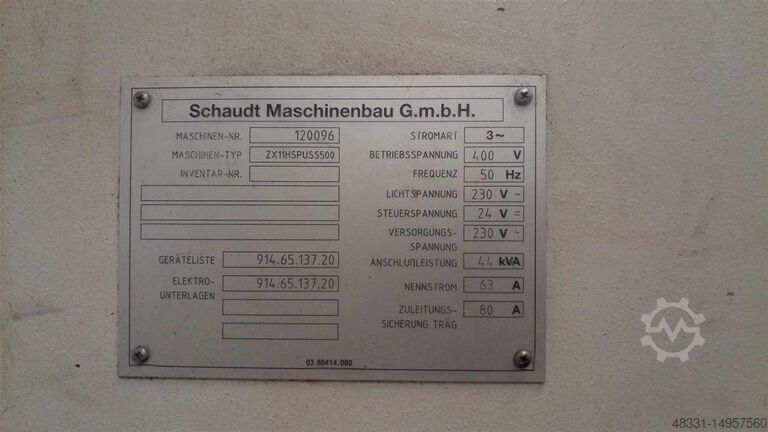 Schaudt Maschinenbau G.m.b.H.
MASCHINEN-NR. 120096
MASCHINEN-TYP ZX11HSPUSS500
INVENTAR-NR.
GERÄTELISTE 914.65.137.20
ELEKTRO-
UNTERLAGEN 914.65.137.20
STROMART 3~
BETRIEBSSPANNUNG 400 V
FREQUENZ 50 Hz
LICHTSPANNUNG 230 V ~
STEUERSPANNUNG 24 V =
VERSORGUNGS-
SPANNUNG 230 V ~
ANSCHLUßLEISTUNG 44 kVA
NENNSTROM 63 A
ZULEITUNGS-
SICHERUNG TRÄG 80 A
03.00414.000
48331-14957560